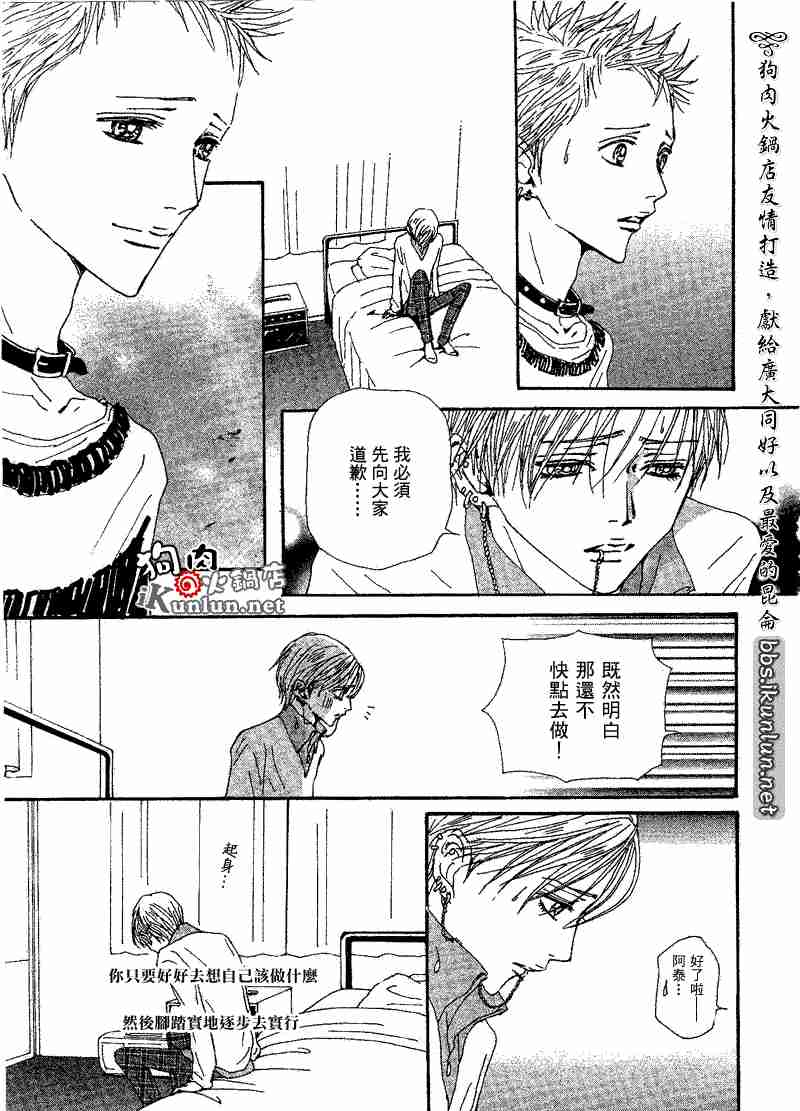 狗肉火鍋店友情打造，獻給廣大同好以及最愛的昆侖
bbs.ikunlun.net
我必須
先向大家
道歉……
狗肉火鍋店
iKunlun.net
既然明白
那還不
快點去做！
好了啦——
阿泰…
起身…
你只要好好去想自己該做什麼
然後腳踏實地逐步去實行